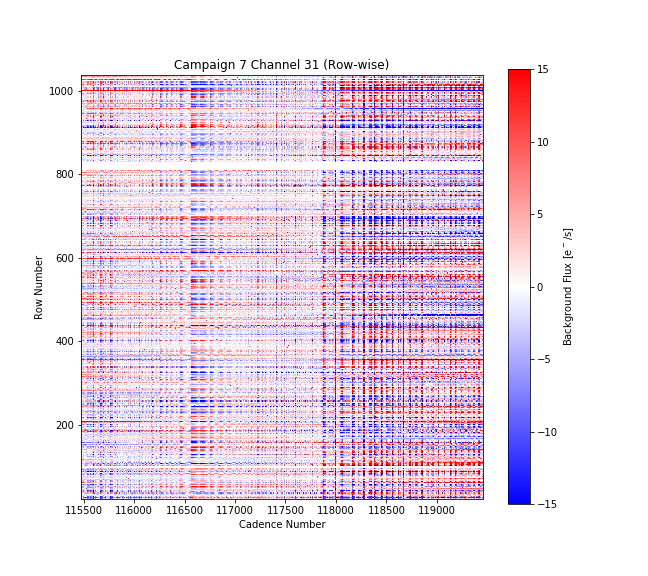 Campaign 7 Channel 31 (Row-wise)
1000
800
600
400
200
Row Number
115500 116000 116500 117000 117500 118000 118500 119000
Cadence Number
15
10
5
0
−5
−10
−15
Background Flux [e⁻/s]